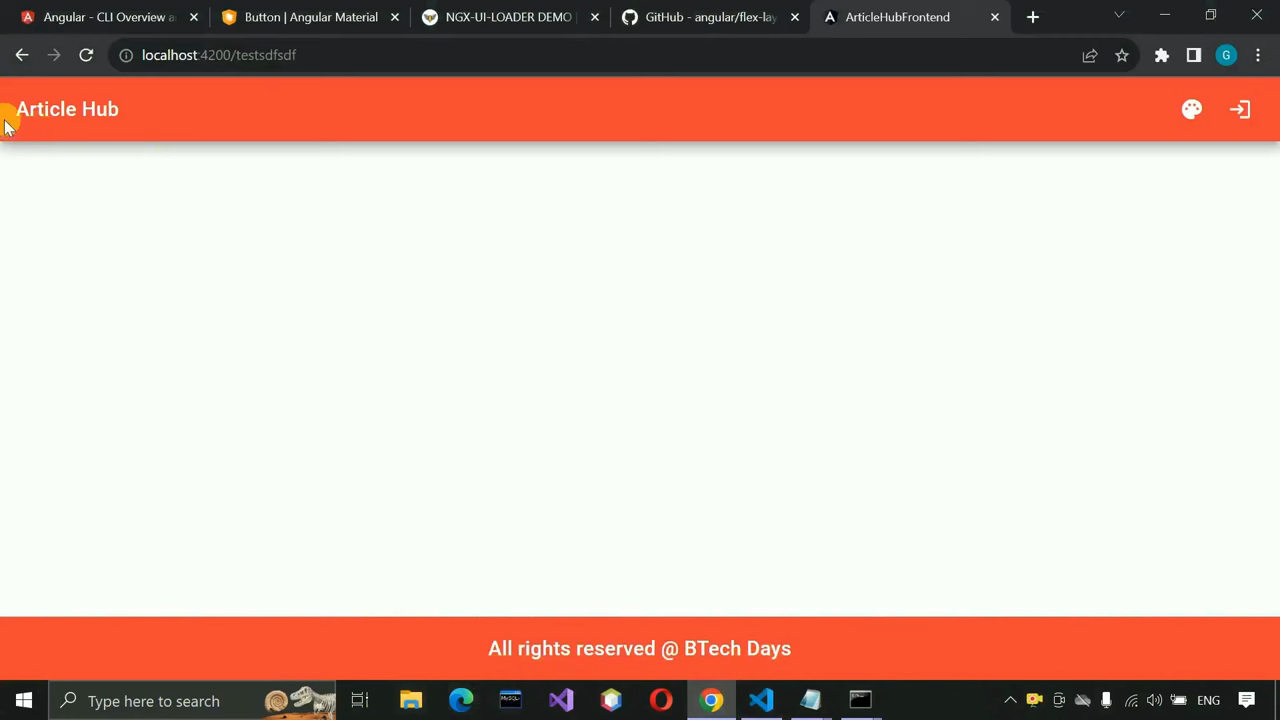 Angular - CLI Overview a
Button | Angular Material
NGX-UI-LOADER DEMO
GitHub - angular/flex-lay
ArticleHubFrontend
localhost:4200/testsdfsdf
G
Article Hub
All rights reserved @ BTech Days
Type here to search
MySQL
ENG